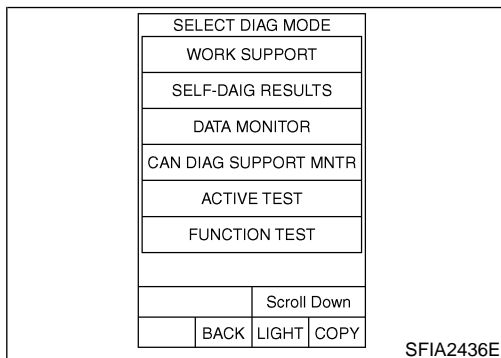 SELECT DIAG MODE
WORK SUPPORT
SELF-DAIG RESULTS
DATA MONITOR
CAN DIAG SUPPORT MNTR
ACTIVE TEST
FUNCTION TEST
Scroll Down
BACK LIGHT COPY
SFIA2436E